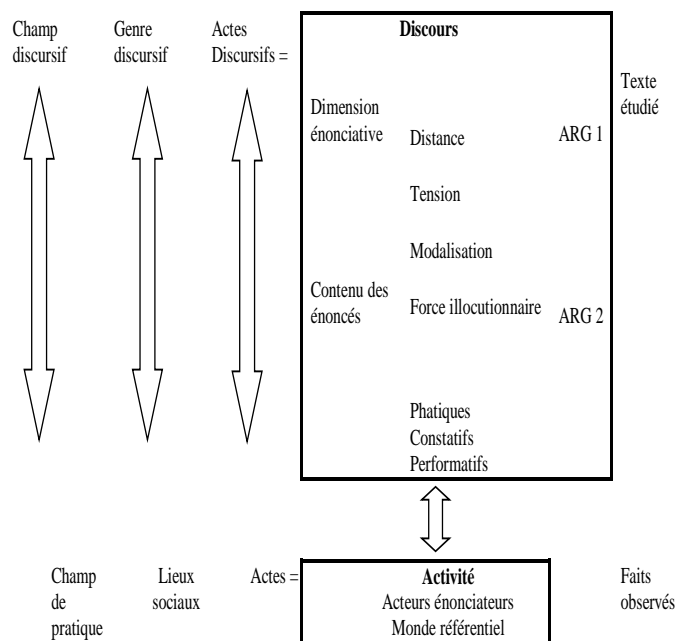 Champ
discursif
Genre
discursif
Actes
Discursifs =
Discours
Texte
étudié
Dimension
énonciative
Distance
ARG 1
Tension
Modalisation
Contenu des
énoncés
Force illocutionnaire
ARG 2
Phatiques
Constatifs
Performatifs
Champ
de
pratique
Lieux
sociaux
Actes =
Activité
Acteurs énonciateurs
Monde référentiel
Faits
observés